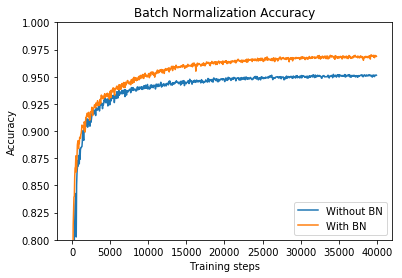 Batch Normalization Accuracy
1.000
0.975
0.950
0.925
0.900
0.875
0.850
0.825
0.800
Accuracy
0 5000 10000 15000 20000 25000 30000 35000 40000
Training steps
Without BN
With BN